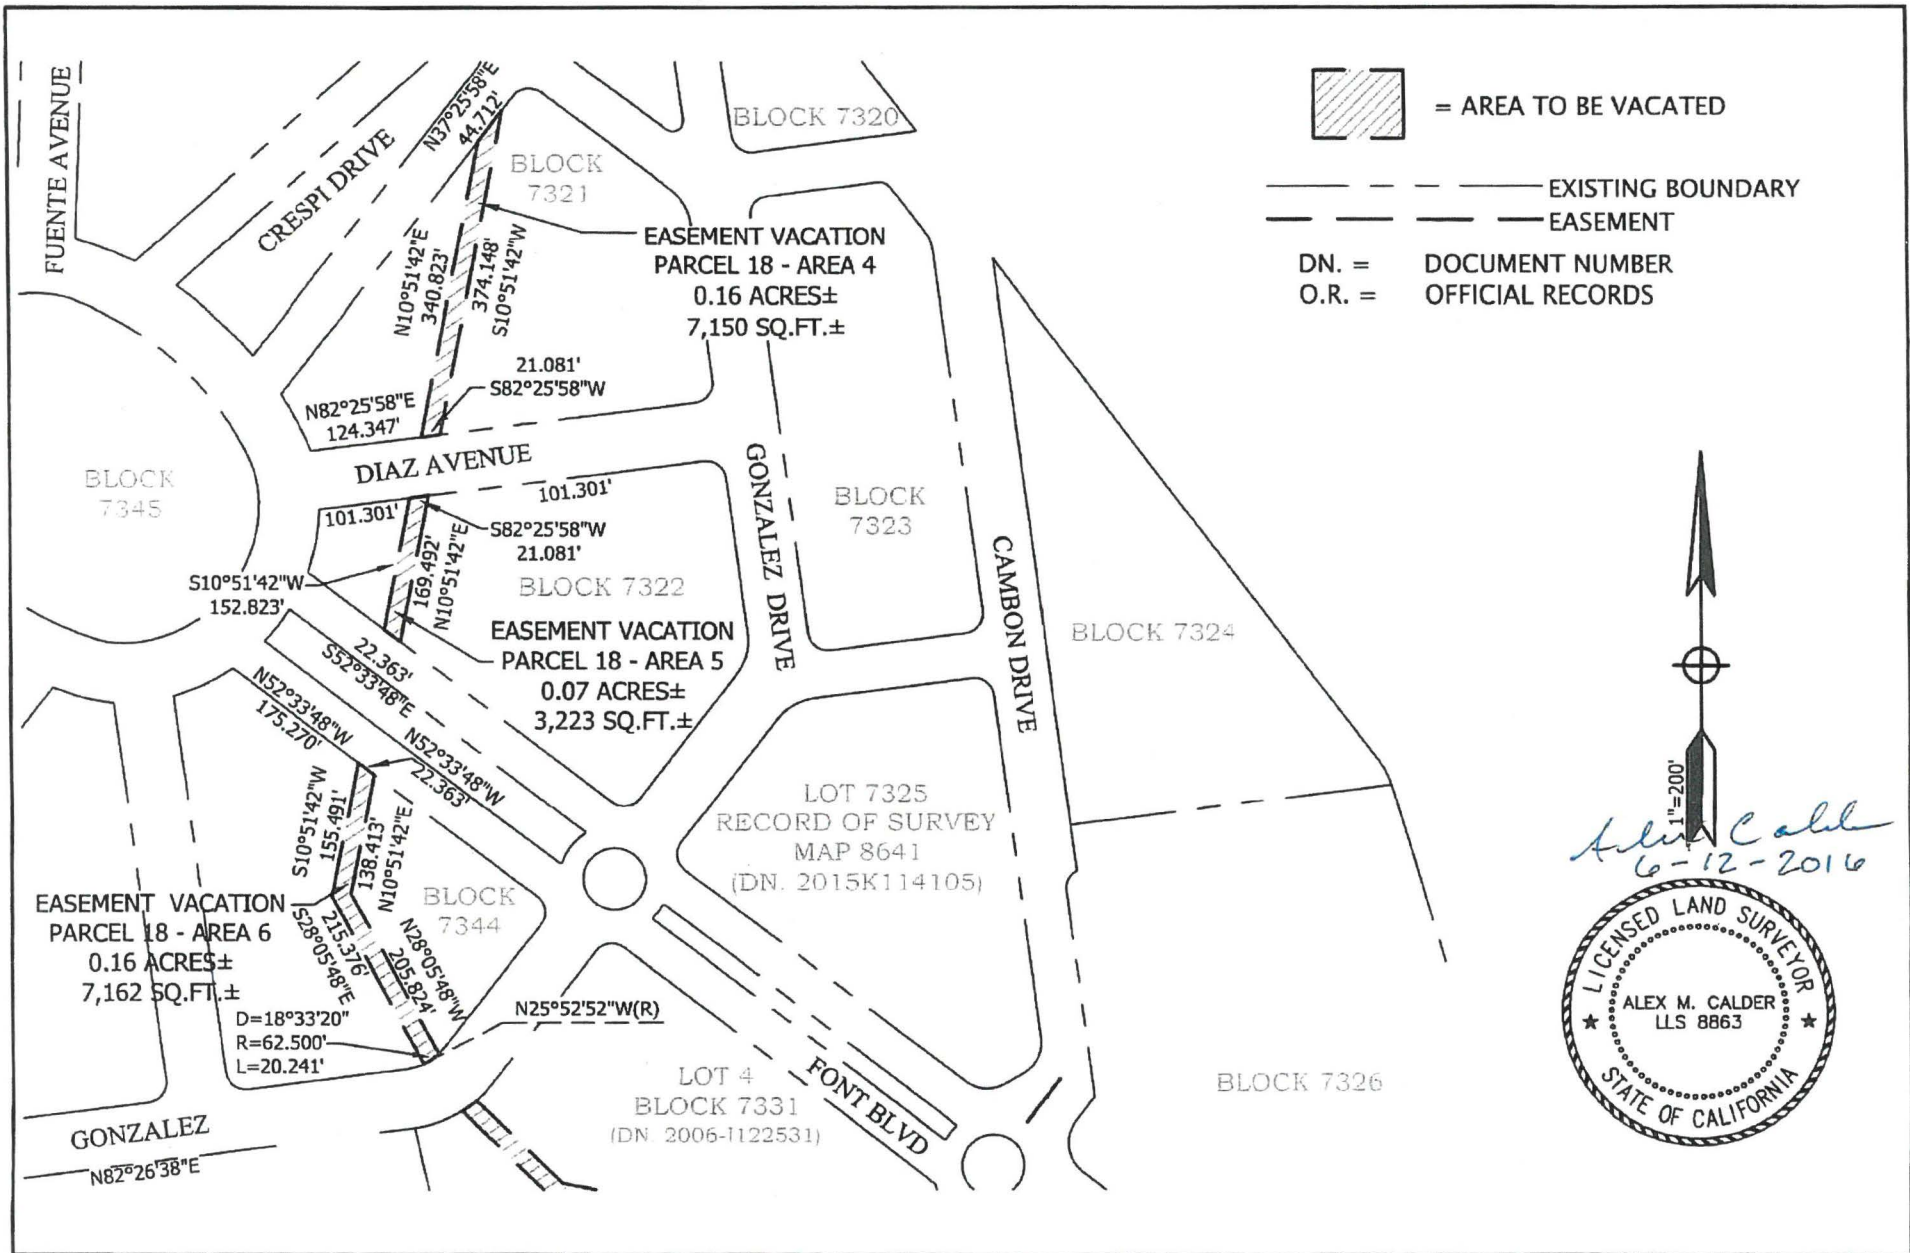 FUENTE AVENUE
CRESPI DRIVE
N37°25'58"E
44.712'
BLOCK 7320
BLOCK
7321
= AREA TO BE VACATED
EXISTING BOUNDARY
EASEMENT
DN. = DOCUMENT NUMBER
O.R. = OFFICIAL RECORDS
EASEMENT VACATION
PARCEL 18 - AREA 4
0.16 ACRES±
7,150 SQ.FT.±
N10°51'42"E
340.823'
374.148'
S10°51'42"W
21.081'
S82°25'58"W
N82°25'58"E
124.347'
DIAZ AVENUE
BLOCK
7345
101.301'
101.301'
S82°25'58"W
21.081'
S10°51'42"W
152.823'
169.492'
N10°51'42"E
BLOCK 7322
EASEMENT VACATION
PARCEL 18 - AREA 5
0.07 ACRES±
3,223 SQ.FT.±
GONZALEZ DRIVE
BLOCK
7323
CAMBON DRIVE
BLOCK 7324
22.363'
S52°33'48"E
N52°33'48"W
175.270'
N52°33'48"W
22.363'
S10°51'42"W
155.491'
138.413'
N10°51'42"E
LOT 7325
RECORD OF SURVEY
MAP 8641
(DN. 2015K114105)
BLOCK
7344
EASEMENT VACATION
PARCEL 18 - AREA 6
0.16 ACRES±
7,162 SQ.FT.±
S28°05'48"E
215.376'
N28°05'48"W
205.824'
D=18°33'20"
R=62.500'
L=20.241'
N25°52'52"W(R)
LOT 4
BLOCK 7331
(DN. 2006-I122531)
FONT BLVD
BLOCK 7326
GONZALEZ
N82°26'38"E
1"=200'
Alex Calder
6-12-2016
LICENSED LAND SURVEYOR
ALEX M. CALDER
LLS 8863
STATE OF CALIFORNIA